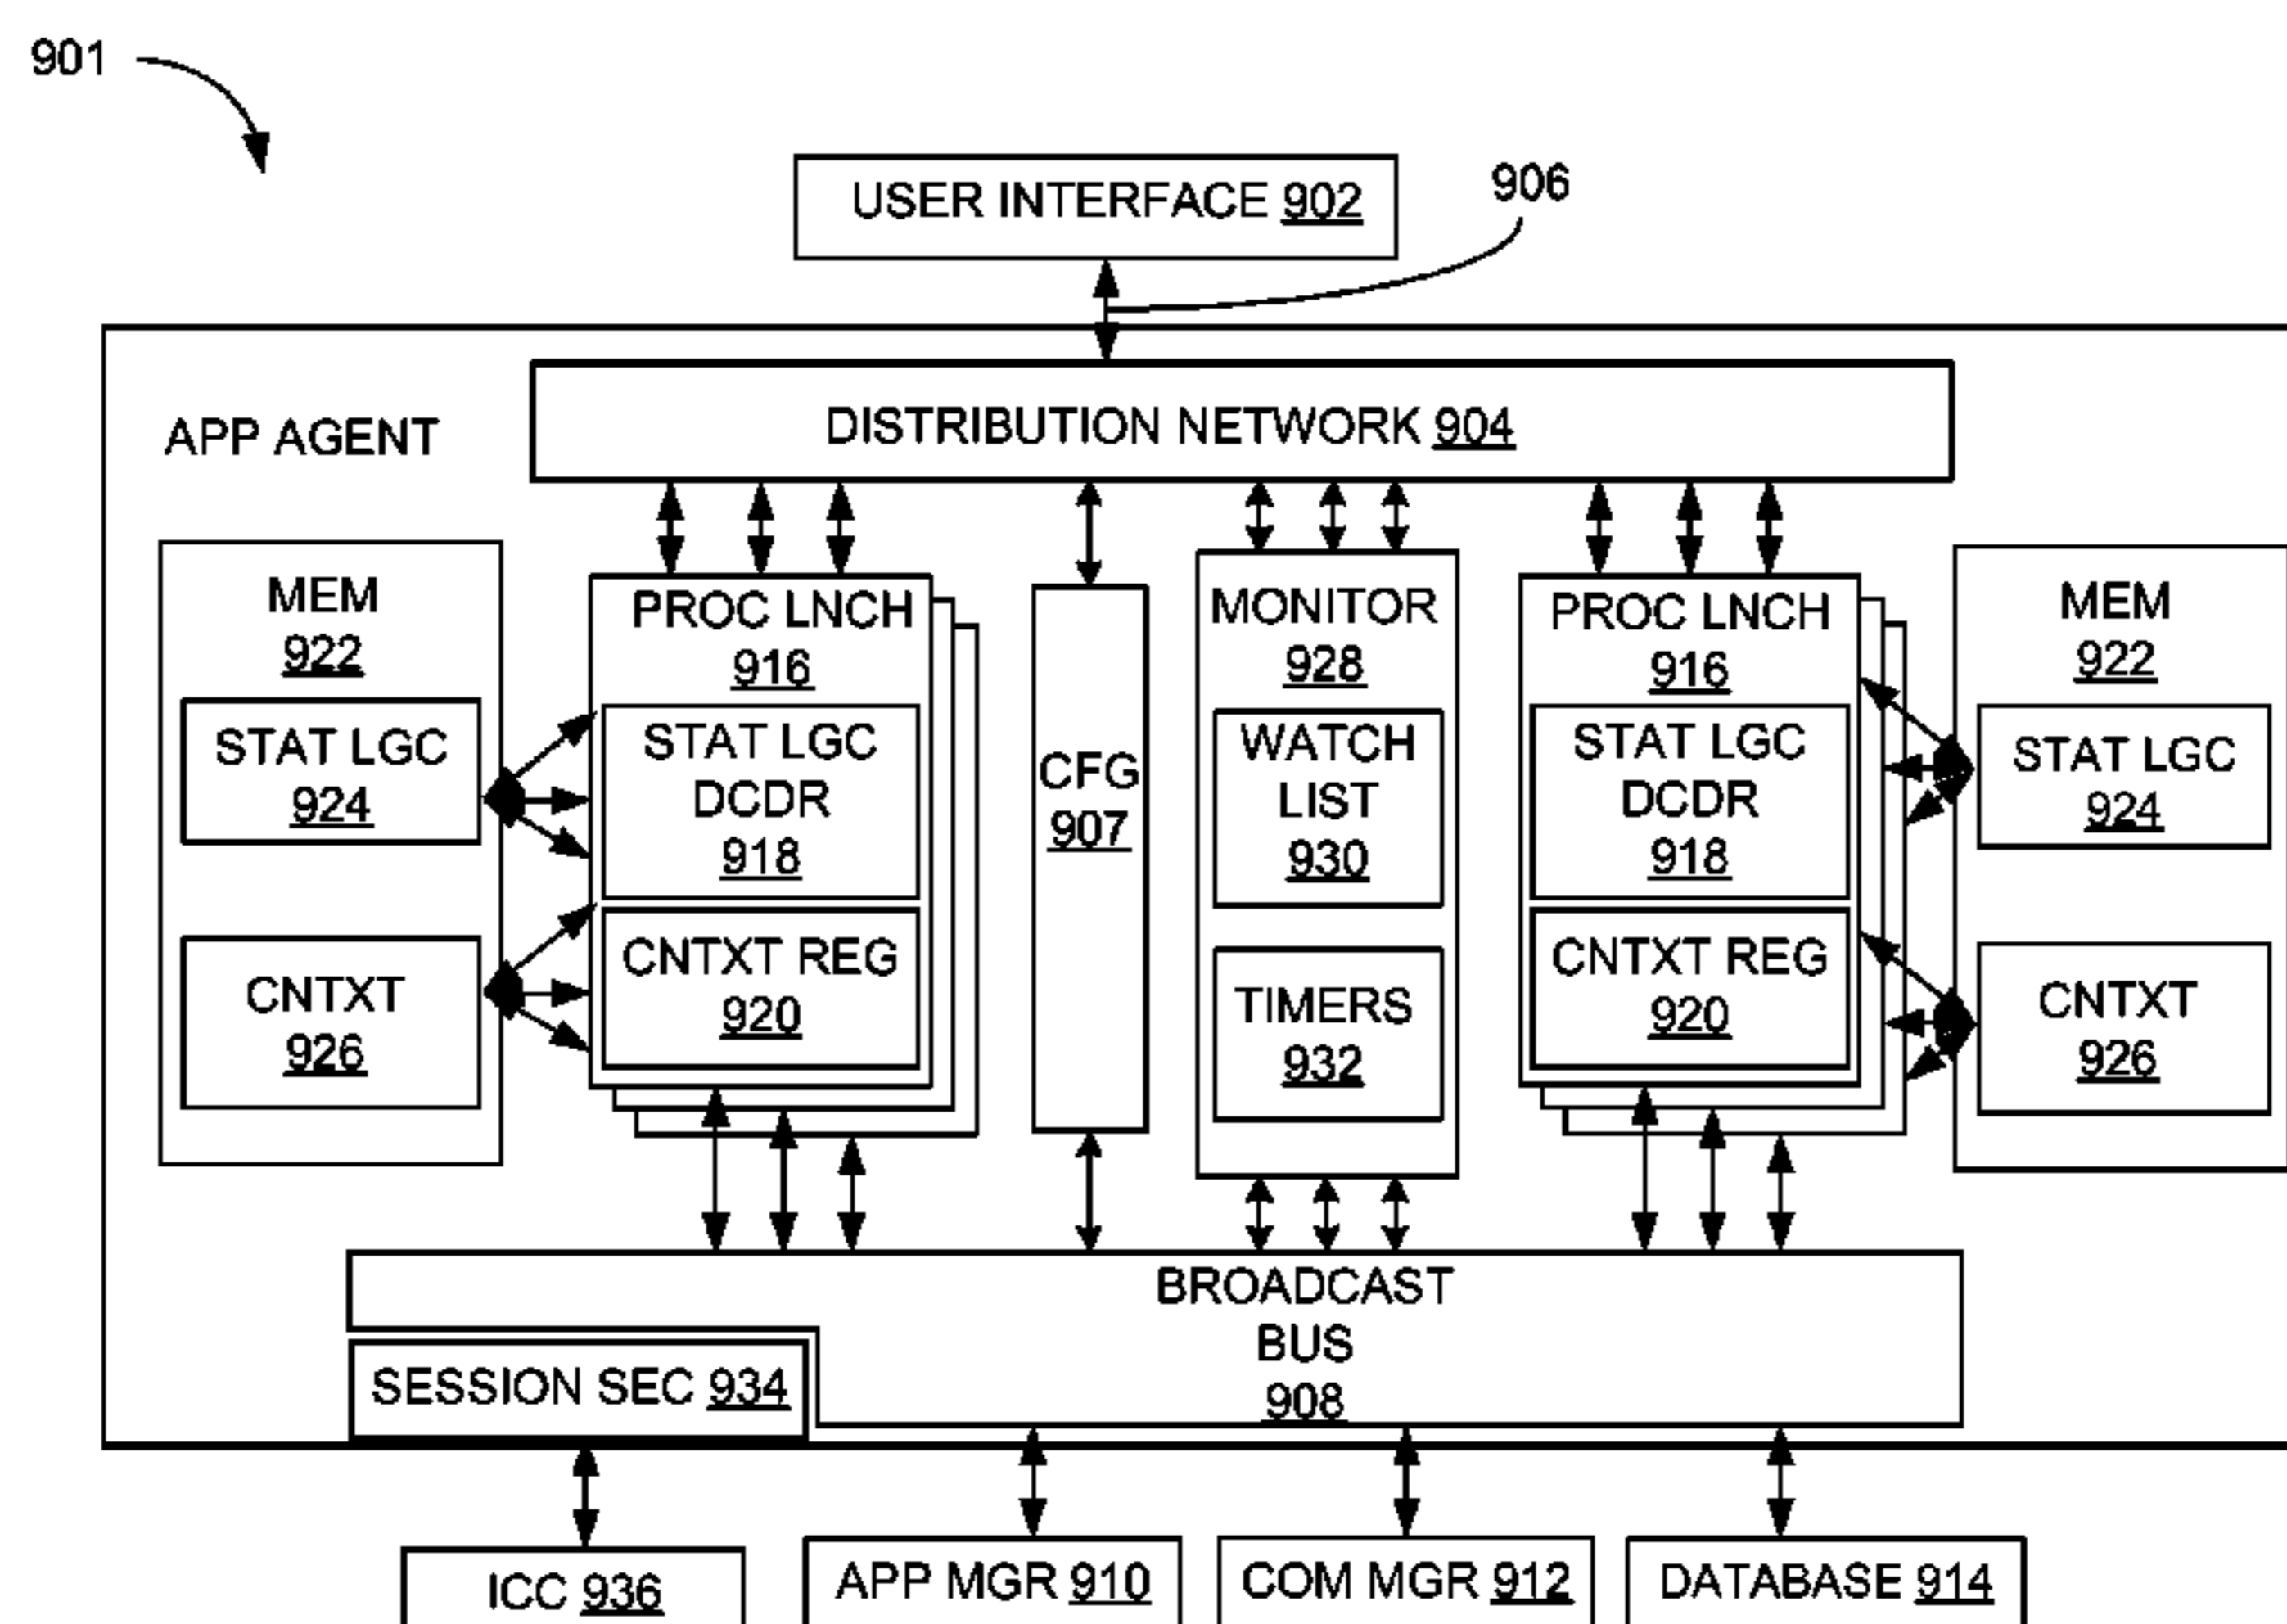 901
USER INTERFACE 902
906
DISTRIBUTION NETWORK 904
APP AGENT
MEM
922
STAT LGC
924
CNTXT
926
PROC LNCH
916
STAT LGC
DCDR
918
CNTXT REG
920
CFG
907
MONITOR
928
WATCH
LIST
930
TIMERS
932
PROC LNCH
916
STAT LGC
DCDR
918
CNTXT REG
920
MEM
922
STAT LGC
924
CNTXT
926
BROADCAST
BUS
908
SESSION SEC 934
ICC 936
APP MGR 910
COM MGR 912
DATABASE 914